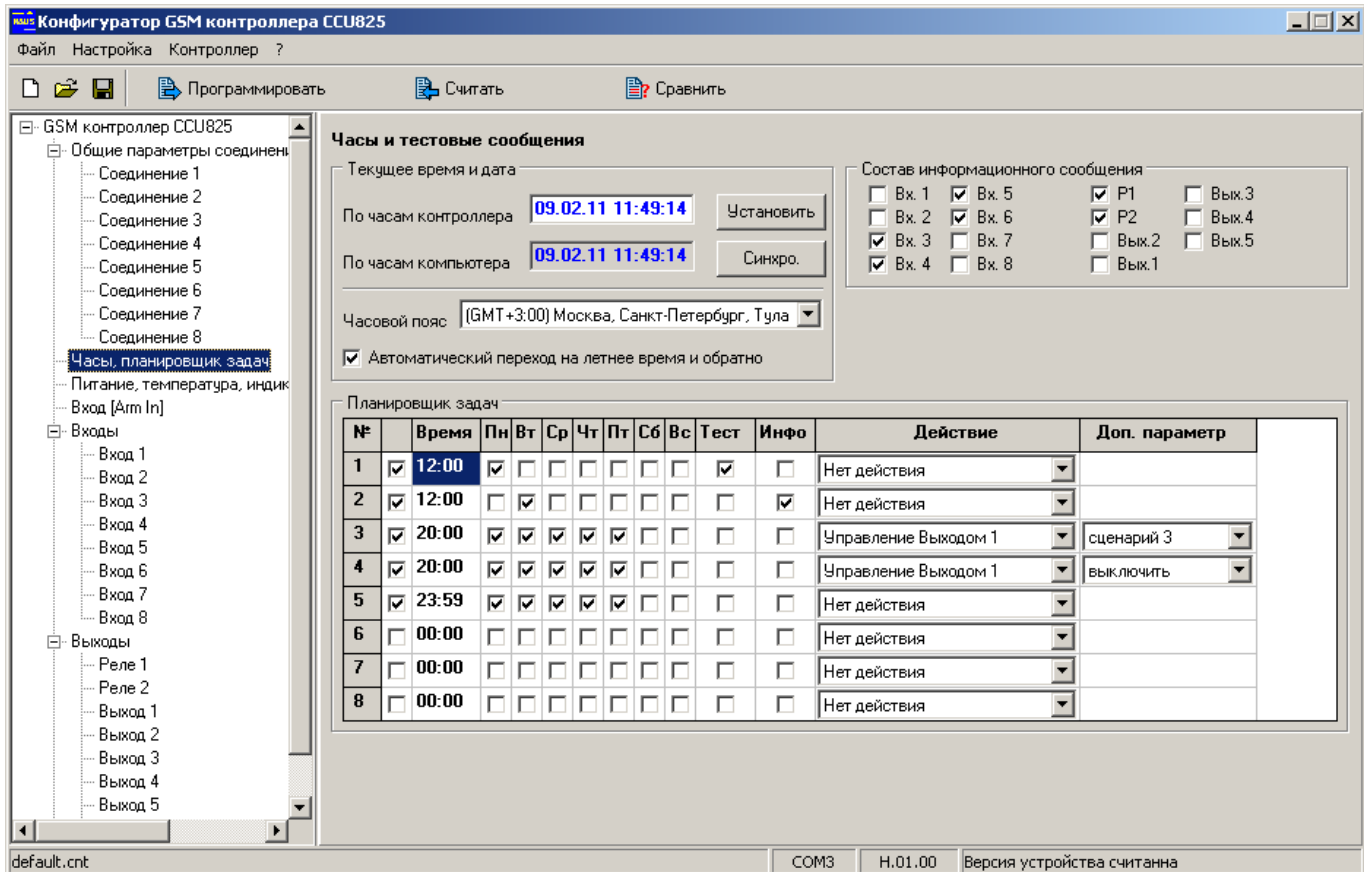 Конфигуратор GSM контроллера CCU825
Файл Настройка Контроллер ?
Программировать Считать Сравнить
GSM контроллер CCU825
Общие параметры соединени
Соединение 1
Соединение 2
Соединение 3
Соединение 4
Соединение 5
Соединение 6
Соединение 7
Соединение 8
Часы, планировщик задач
Питание, температура, индик
Вход [Arm In]
Входы
Вход 1
Вход 2
Вход 3
Вход 4
Вход 5
Вход 6
Вход 7
Вход 8
Выходы
Реле 1
Реле 2
Выход 1
Выход 2
Выход 3
Выход 4
Выход 5
Часы и тестовые сообщения
Текущее время и дата
По часам контроллера 09.02.11 11:49:14 Установить
По часам компьютера 09.02.11 11:49:14 Синхро.
Часовой пояс (GMT+3:00) Москва, Санкт-Петербург, Тула
Автоматический переход на летнее время и обратно
Состав информационного сообщения
Вх. 1 Вх. 5 Р1 Вых.3
Вх. 2 Вх. 6 Р2 Вых.4
Вх. 3 Вх. 7 Вых.2 Вых.5
Вх. 4 Вх. 8 Вых.1
Планировщик задач
№ Время Пн Вт Ср Чт Пт Сб Вс Тест Инфо Действие Доп. параметр
1 12:00 Нет действия
2 12:00 Нет действия
3 20:00 Управление Выходом 1 сценарий 3
4 20:00 Управление Выходом 1 выключить
5 23:59 Нет действия
6 00:00 Нет действия
7 00:00 Нет действия
8 00:00 Нет действия
default.cnt COM3 H.01.00 Версия устройства считанна